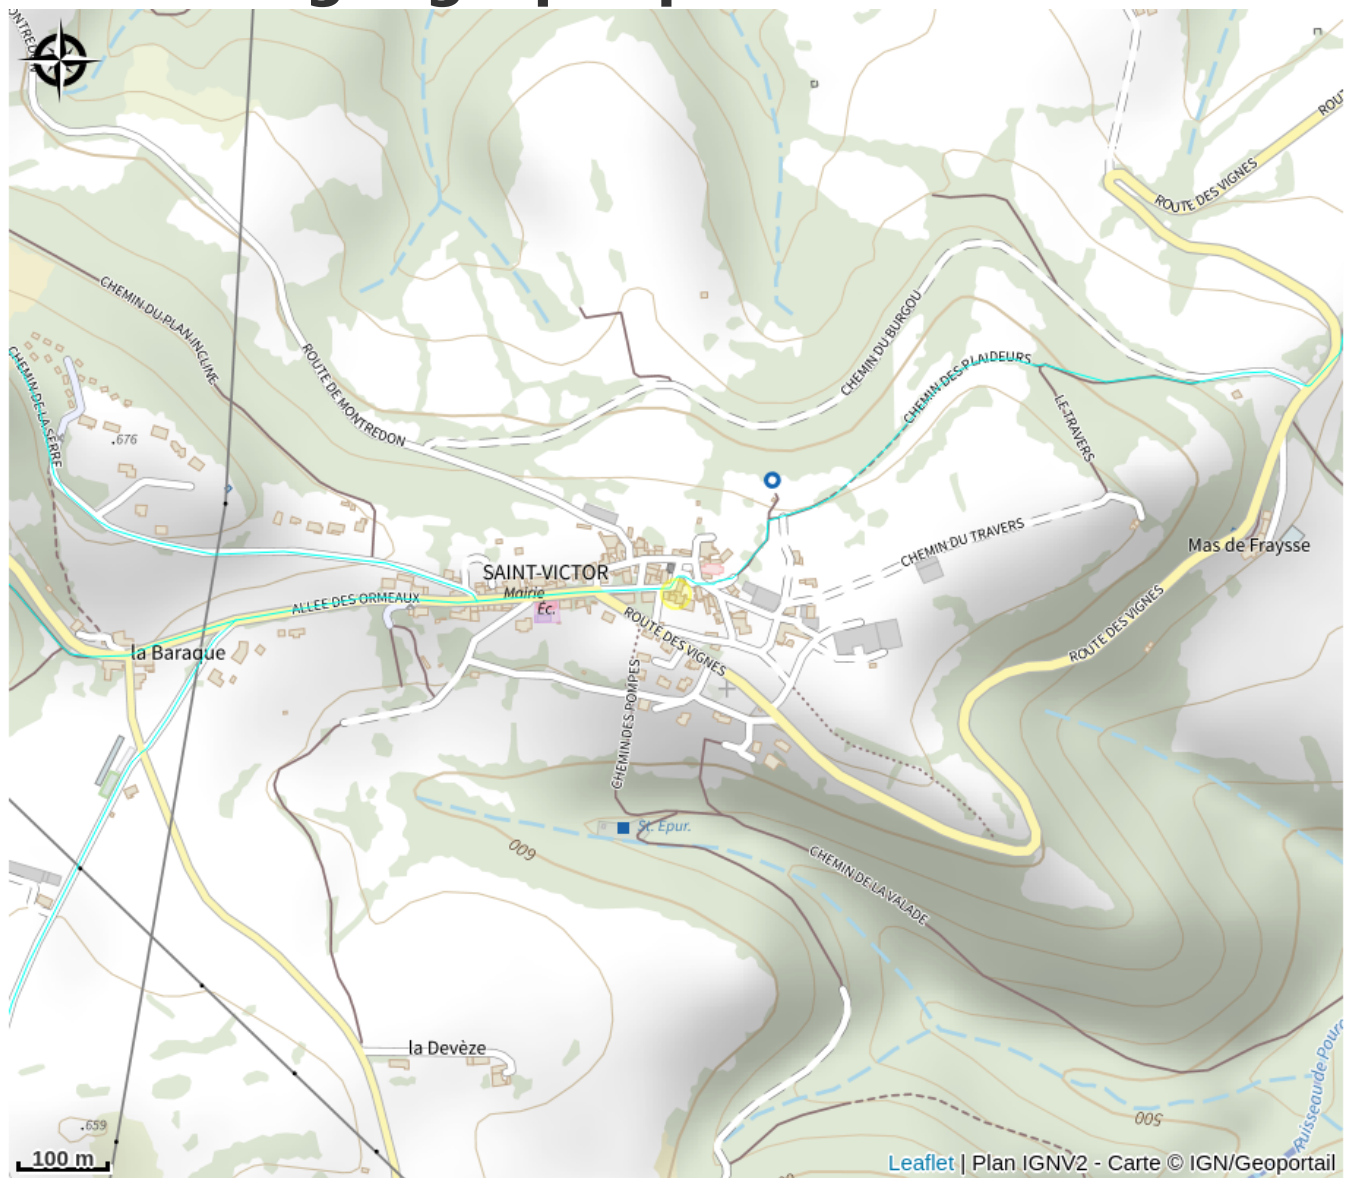 ROUTE DES VIGNES
CHEMIN DU PLAN INCLINE
CHEMIN DU BURGOU
ROUTE DE MONTREDON
CHEMIN DE LA SERRE
CHEMIN DES PLAIDEURS
LE TRAVERS
.676
CHEMIN DU TRAVERS
Mas de Fraysse
SAINT-VICTOR
Mairie
Éc.
ALLEE DES ORMEAUX
ROUTE DES VIGNES
ROUTE DES VIGNES
la Baraque
CHEMIN DES POMPES
St. Epur.
600
CHEMIN DE LA VALADE
la Devèze
500
.659
Ruisseau de
100 m
Leaflet | Plan IGNV2 - Carte © IGN/Geoportail